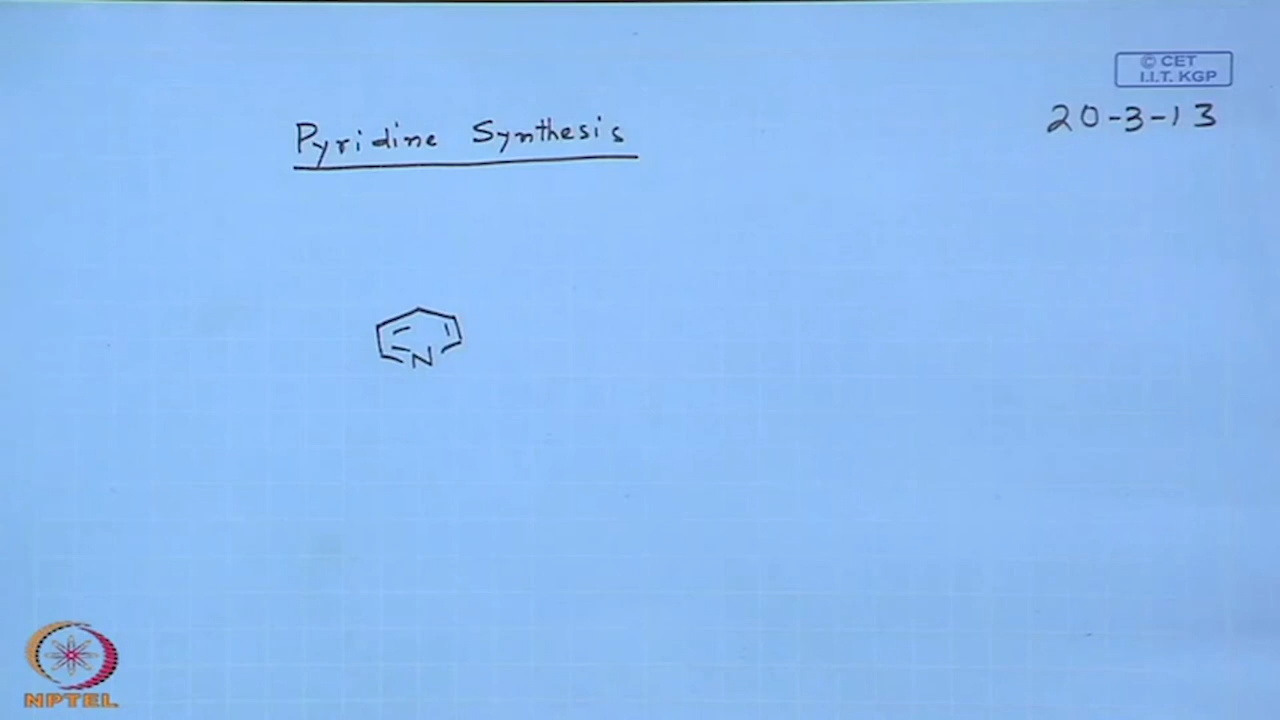 © CET
I.I.T. KGP
20-3-13
Pyridine Synthesis
N
NPTEL